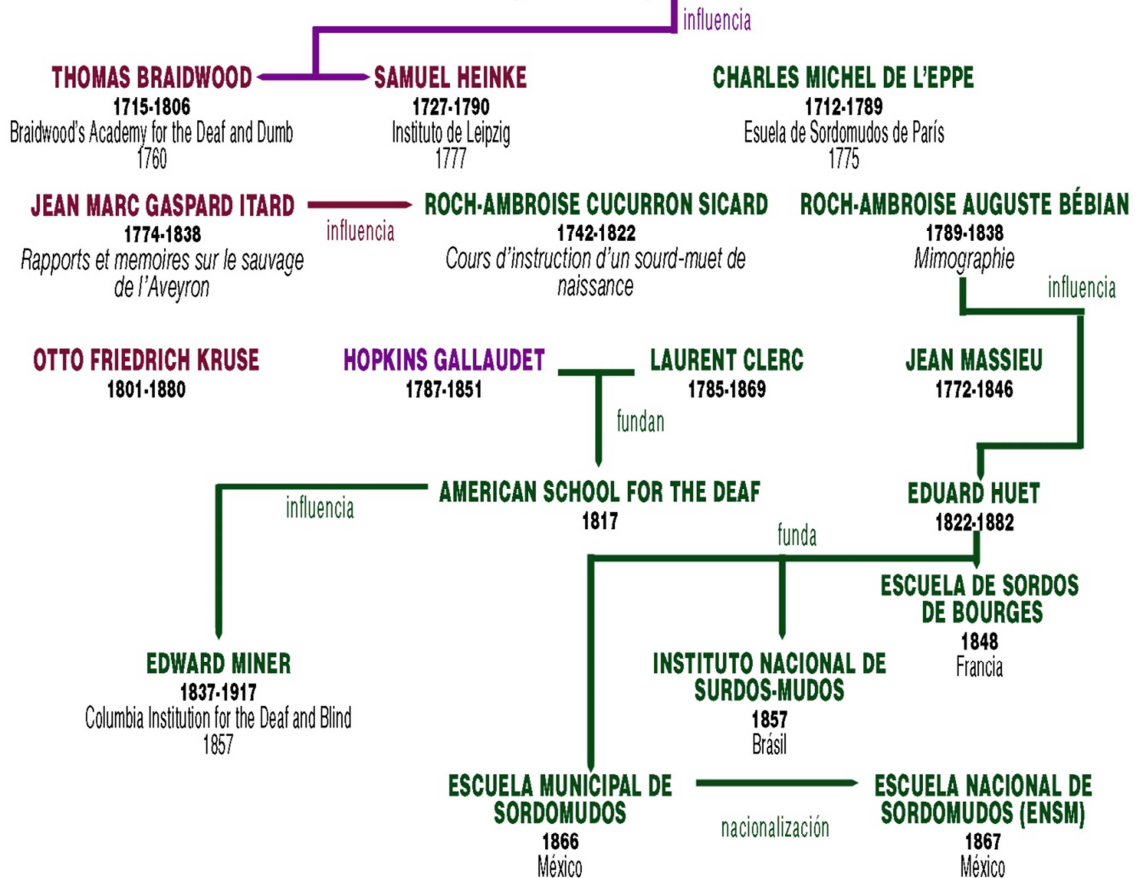 influencia
THOMAS BRAIDWOOD
1715-1806
Braidwood's Academy for the Deaf and Dumb
1760
SAMUEL HEINKE
1727-1790
Instituto de Leipzig
1777
CHARLES MICHEL DE L'EPPE
1712-1789
Esuela de Sordomudos de París
1775
JEAN MARC GASPARD ITARD
1774-1838
Rapports et memoires sur le sauvage
de l'Aveyron
influencia
ROCH-AMBROISE CUCURRON SICARD
1742-1822
Cours d'instruction d'un sourd-muet de
naissance
ROCH-AMBROISE AUGUSTE BÉBIAN
1789-1838
Mimographie
influencia
OTTO FRIEDRICH KRUSE
1801-1880
HOPKINS GALLAUDET
1787-1851
LAURENT CLERC
1785-1869
JEAN MASSIEU
1772-1846
fundan
influencia
AMERICAN SCHOOL FOR THE DEAF
1817
EDUARD HUET
1822-1882
funda
ESCUELA DE SORDOS
DE BOURGES
1848
Francia
EDWARD MINER
1837-1917
Columbia Institution for the Deaf and Blind
1857
INSTITUTO NACIONAL DE
SURDOS-MUDOS
1857
Brásil
ESCUELA MUNICIPAL DE
SORDOMUDOS
1866
México
nacionalización
ESCUELA NACIONAL DE
SORDOMUDOS (ENSM)
1867
México